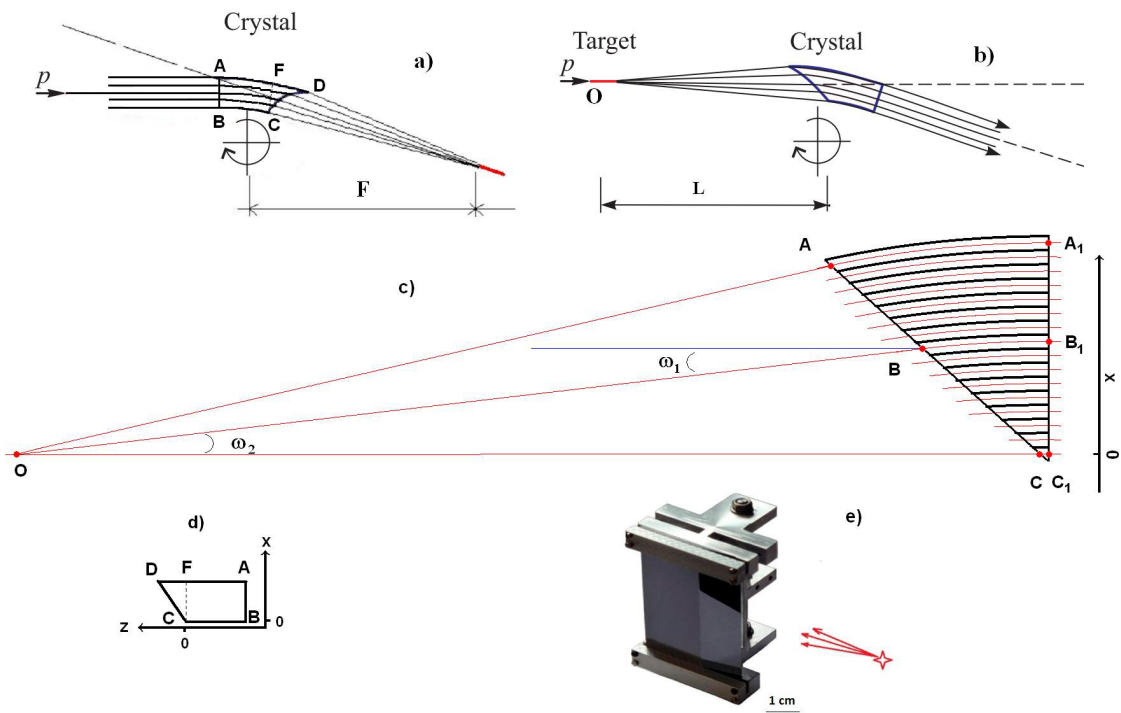 Crystal
a)
A
F
D
p
B
C
F
Target
Crystal
b)
p
O
L
c)
A
A1
ω1
B
B1
x
ω2
O
C
C1
0
d)
D
F
A
x
C
B
0
z
0
e)
1 cm